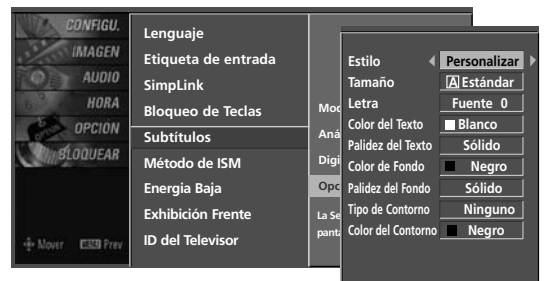 CONFIGU.
IMAGEN
AUDIO
HORA
OPCION
BLOQUEAR
Mover MENU Prev
Lenguaje
Etiqueta de entrada
SimpLink
Bloqueo de Teclas
Subtítulos
Método de ISM
Energia Baja
Exhibición Frente
ID del Televisor
Mod
Aná
Digi
Opc
La Se
panta
Estilo Personalizar
Tamaño A Estándar
Letra Fuente 0
Color del Texto Blanco
Palidez del Texto Sólido
Color de Fondo Negro
Palidez del Fondo Sólido
Tipo de Contorno Ninguno
Color del Contorno Negro